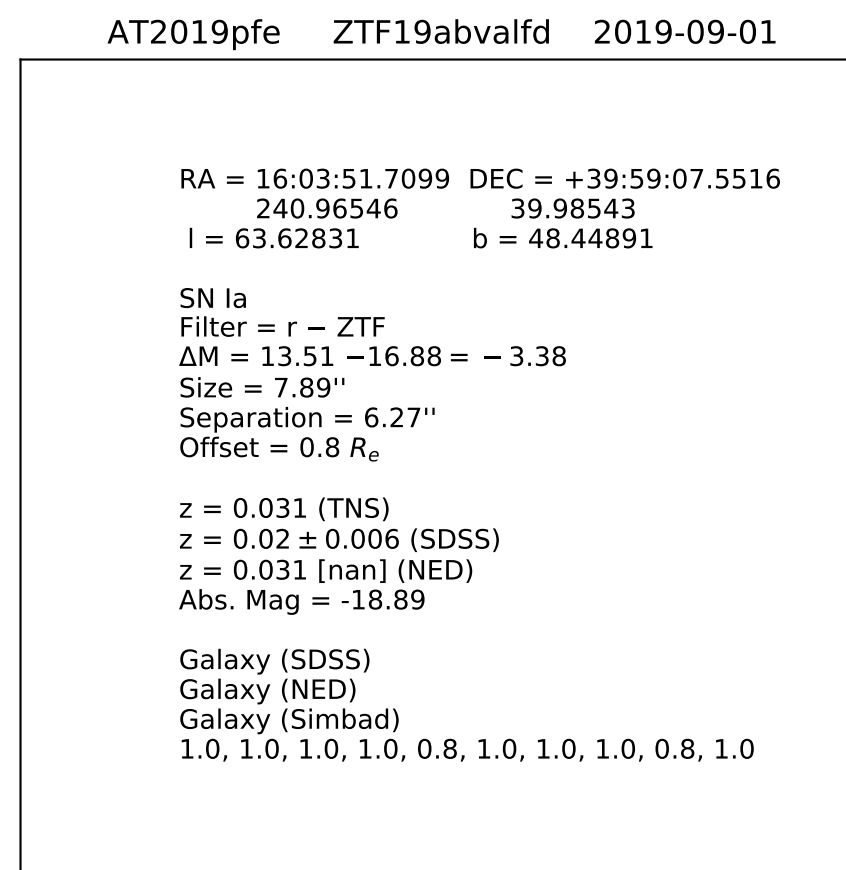 AT2019pfe ZTF19abvalfd 2019-09-01
RA = 16:03:51.7099 DEC = +39:59:07.5516
240.96546 39.98543
l = 63.62831 b = 48.44891
SN Ia
Filter = r − ZTF
ΔM = 13.51 −16.88 = −3.38
Size = 7.89''
Separation = 6.27''
Offset = 0.8 Re
z = 0.031 (TNS)
z = 0.02 ± 0.006 (SDSS)
z = 0.031 [nan] (NED)
Abs. Mag = -18.89
Galaxy (SDSS)
Galaxy (NED)
Galaxy (Simbad)
1.0, 1.0, 1.0, 1.0, 0.8, 1.0, 1.0, 1.0, 0.8, 1.0